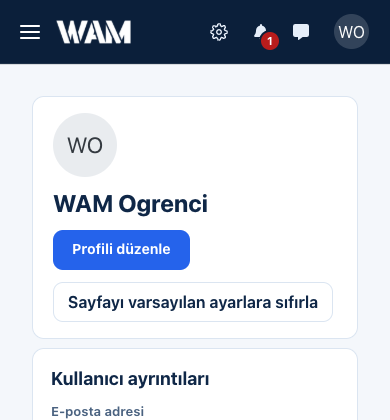 WAM
1
WO
WO
WAM Ogrenci
Profili düzenle
Sayfayı varsayılan ayarlara sıfırla
Kullanıcı ayrıntıları
E-posta adresi